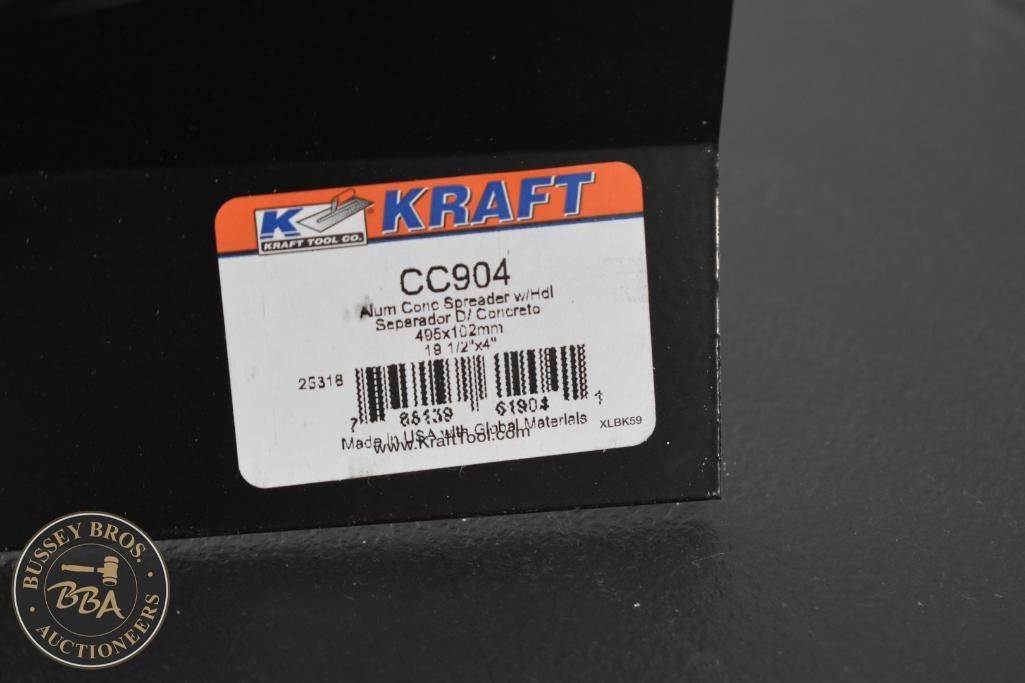 K KRAFT
KRAFT TOOL CO.
CC904
Alum Conc Spreader w/Hdl
Separador D/ Concreto
495x102mm
19 1/2"x4"
25318
7 85139 61904 1
Made in USA with Global Materials XLBK59
www.KraftTool.com
BUSSEY BROS.
BBA
AUCTIONEERS